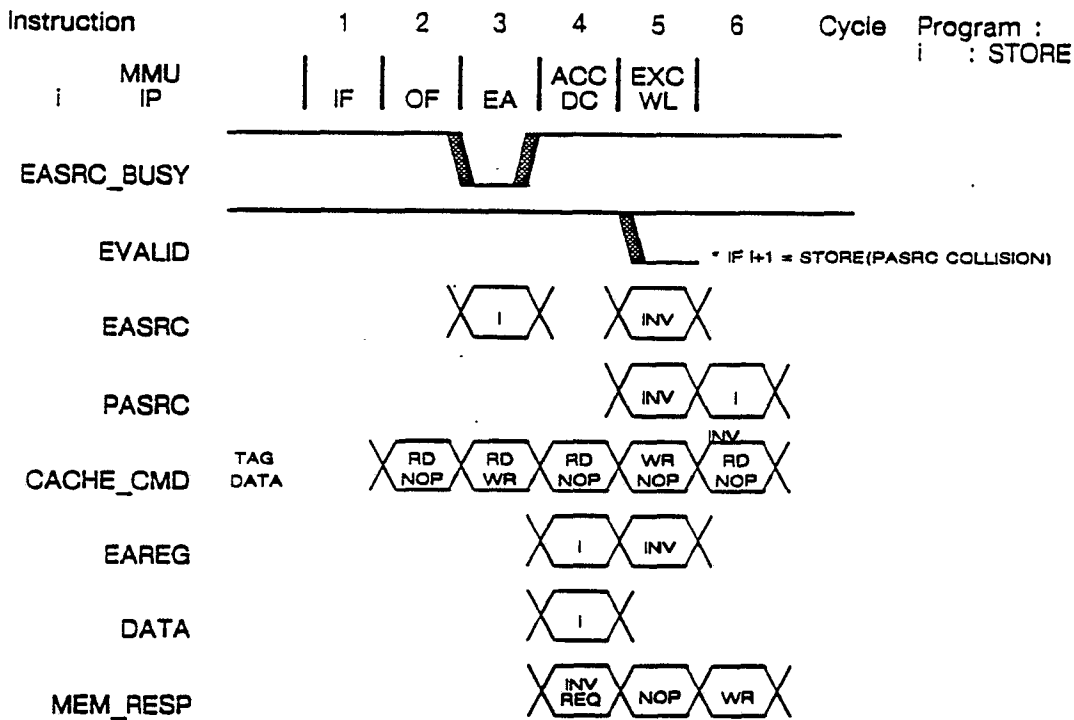 Instruction 1 2 3 4 5 6 Cycle Program :
i : STORE
MMU ACC EXC
i IP IF OF EA DC WL
EASRC_BUSY
EVALID * IF I+1 = STORE(PASRC COLLISION)
EASRC I INV
PASRC INV I
INV
TAG RD RD RD WR RD
CACHE_CMD DATA NOP WR NOP NOP NOP
EAREG I INV
DATA I
INV
MEM_RESP REQ NOP WR